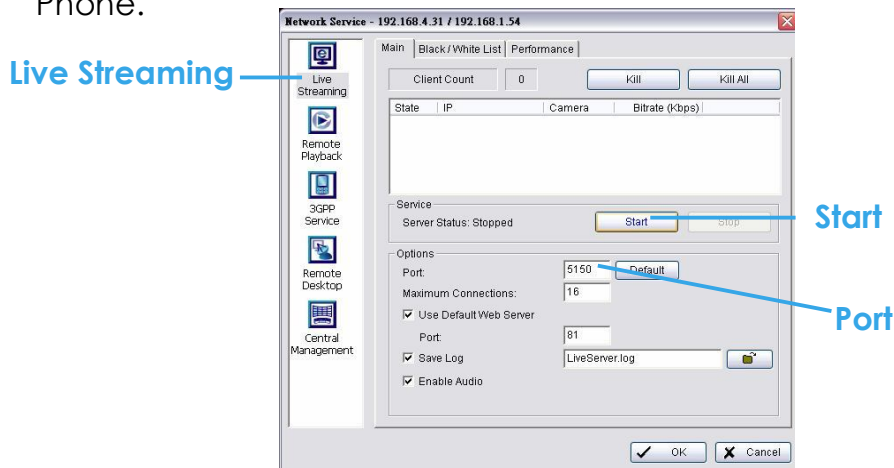 Phone.
Network Service - 192.168.4.31 / 192.168.1.54
Live Streaming
Live
Streaming
Remote
Playback
3GPP
Service
Remote
Desktop
Central
Management
Main Black / White List Performance
Client Count 0 Kill Kill All
State IP Camera Bitrate (Kbps)
Service
Server Status: Stopped Start Stop
Start
Options
Port: 5150 Default
Port
Maximum Connections: 16
Use Default Web Server
Port: 81
Save Log LiveServer.log
Enable Audio
OK Cancel